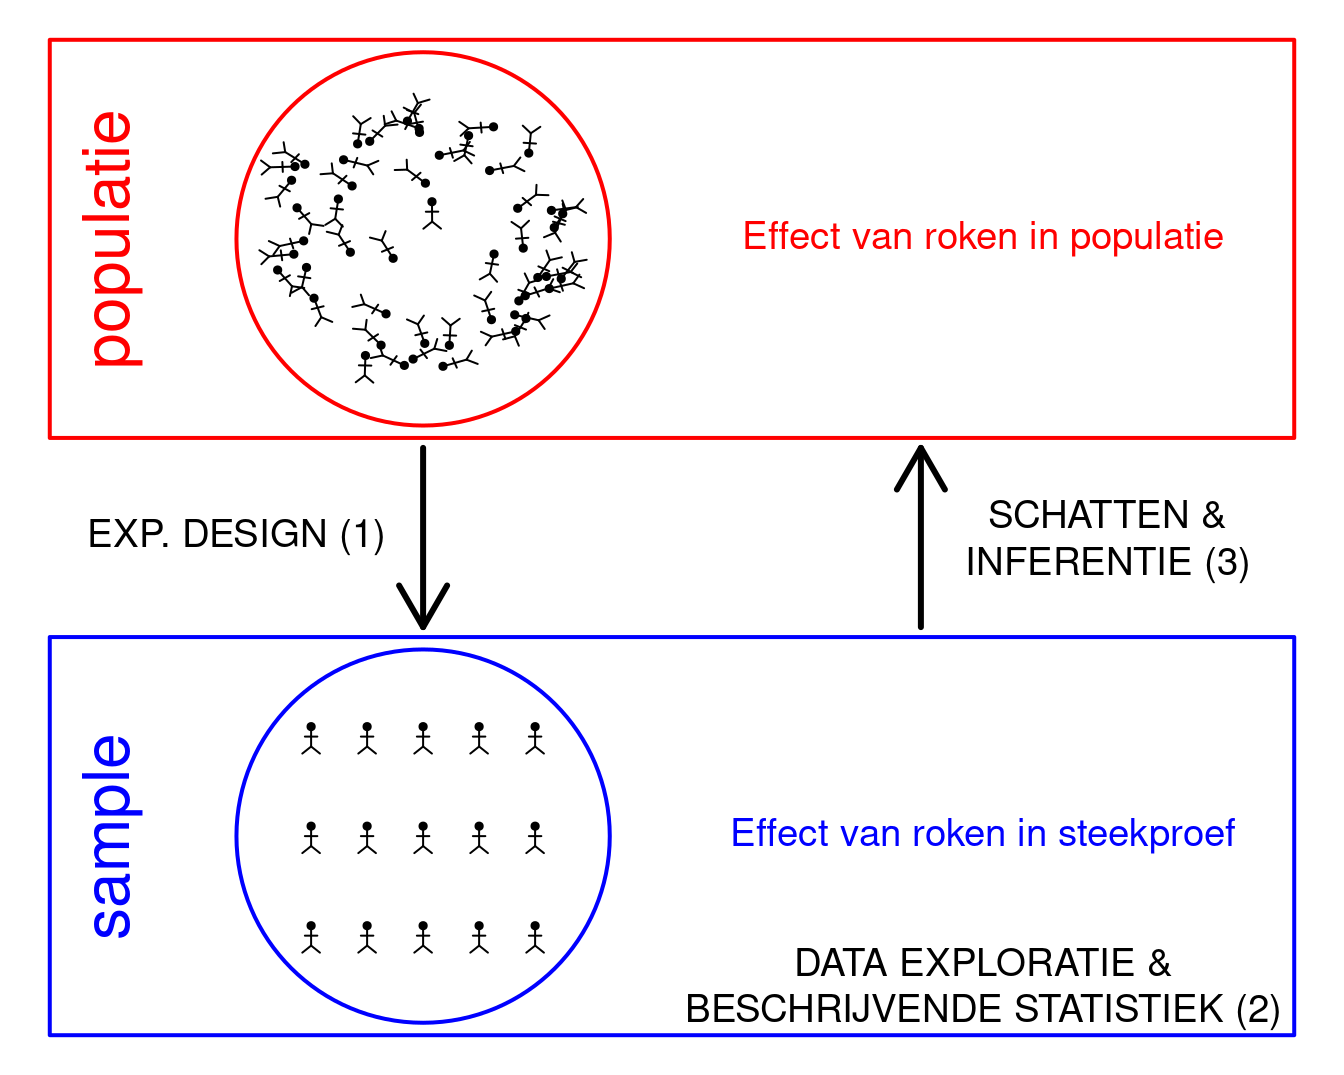 populatie
Effect van roken in populatie
EXP. DESIGN (1)
SCHATTEN &
INFERENTIE (3)
sample
Effect van roken in steekproef
DATA EXPLORATIE &
BESCHRIJVENDE STATISTIEK (2)